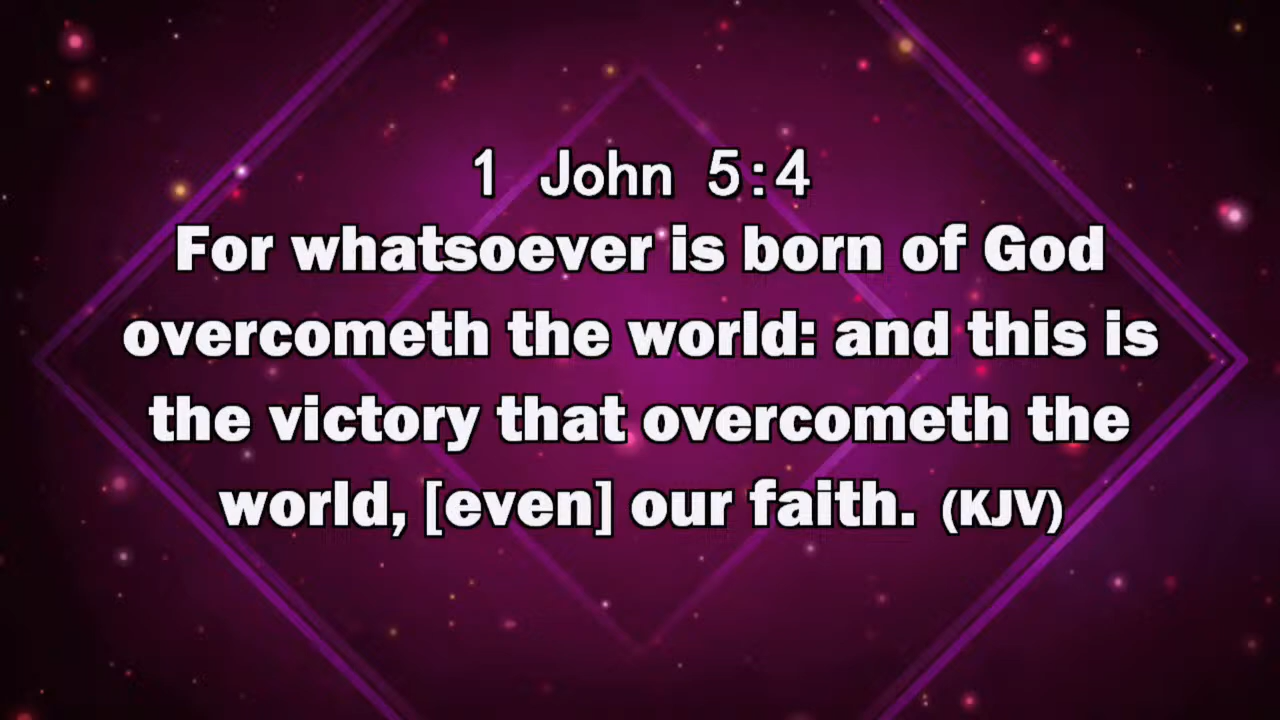 1 John 5:4
For whatsoever is born of God
overcometh the world: and this is
the victory that overcometh the
world, [even] our faith. (KJV)